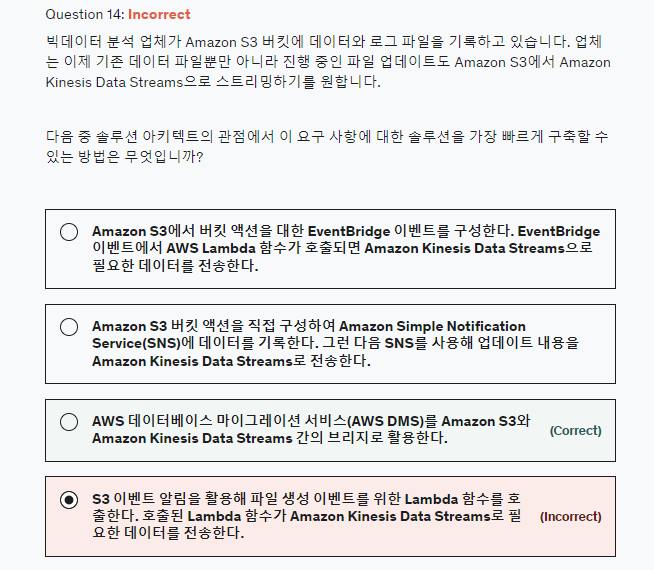 Question 14: Incorrect
빅데이터 분석 업체가 Amazon S3 버킷에 데이터와 로그 파일을 기록하고 있습니다. 업체
는 이제 기존 데이터 파일뿐만 아니라 진행 중인 파일 업데이트도 Amazon S3에서 Amazon
Kinesis Data Streams으로 스트리밍하기를 원합니다.
다음 중 솔루션 아키텍트의 관점에서 이 요구 사항에 대한 솔루션을 가장 빠르게 구축할 수
있는 방법은 무엇입니까?
Amazon S3에서 버킷 액션을 대한 EventBridge 이벤트를 구성한다. EventBridge
이벤트에서 AWS Lambda 함수가 호출되면 Amazon Kinesis Data Streams으로
필요한 데이터를 전송한다.
Amazon S3 버킷 액션을 직접 구성하여 Amazon Simple Notification
Service(SNS)에 데이터를 기록한다. 그런 다음 SNS를 사용해 업데이트 내용을
Amazon Kinesis Data Streams로 전송한다.
AWS 데이터베이스 마이그레이션 서비스(AWS DMS)를 Amazon S3와
Amazon Kinesis Data Streams 간의 브리지로 활용한다.
(Correct)
S3 이벤트 알림을 활용해 파일 생성 이벤트를 위한 Lambda 함수를 호
출한다. 호출된 Lambda 함수가 Amazon Kinesis Data Streams로 필
요한 데이터를 전송한다.
(Incorrect)